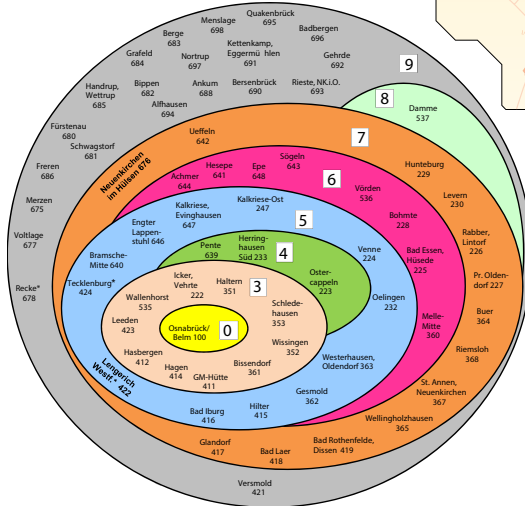 Quakenbrück
695
Menslage
698
Badbergen
696
Berge
683
Kettenkamp,
Eggermü hlen
691
Grafeld
684
Nortrup
697
Gehrde
692
9
Handrup,
Wettrup
685
Bippen
682
Ankum
688
Bersenbrück
690
Rieste, NK.i.O.
693
8
Alfhausen
694
Damme
537
Fürstenau
680
Schwagstorf
681
Ueffeln
642
7
Freren
686
Neuenkirchen
im Hülsen 676
Sögeln
643
Hunteburg
229
Hesepe
641
Epe
648
Achmer
644
6
Merzen
675
Vörden
536
Levern
230
Kalkriese-Ost
247
Kalkriese,
Evinghausen
647
Bohmte
228
Engter
Lappen-
stuhl 646
5
Voltlage
677
Rabber,
Lintorf
226
Herring-
hausen
Süd 233
4
Pente
639
Venne
224
Bad Essen,
Hüsede
225
Bramsche-
Mitte 640
Pr. Olden-
dorf 227
Recke*
678
Tecklenburg*
424
Icker,
Vehrte
222
Haltern
351
3
Oster-
cappeln
223
Oelingen
232
Wallenhorst
535
Schlede-
hausen
353
Buer
364
Leeden
423
Osnabrück/
Belm 100
0
Melle-
Mitte
360
Wissingen
352
Riemsloh
368
Hasbergen
412
Hagen
414
Bissendorf
361
Westerhausen,
Oldendorf 363
Lengerich
Westf.* 422
GM-Hütte
411
St. Annen,
Neuenkirchen
367
Gesmold
362
Bad Iburg
416
Hilter
415
Wellingholzhausen
365
Glandorf
417
Bad Laer
418
Bad Rothenfelde,
Dissen 419
Versmold
421